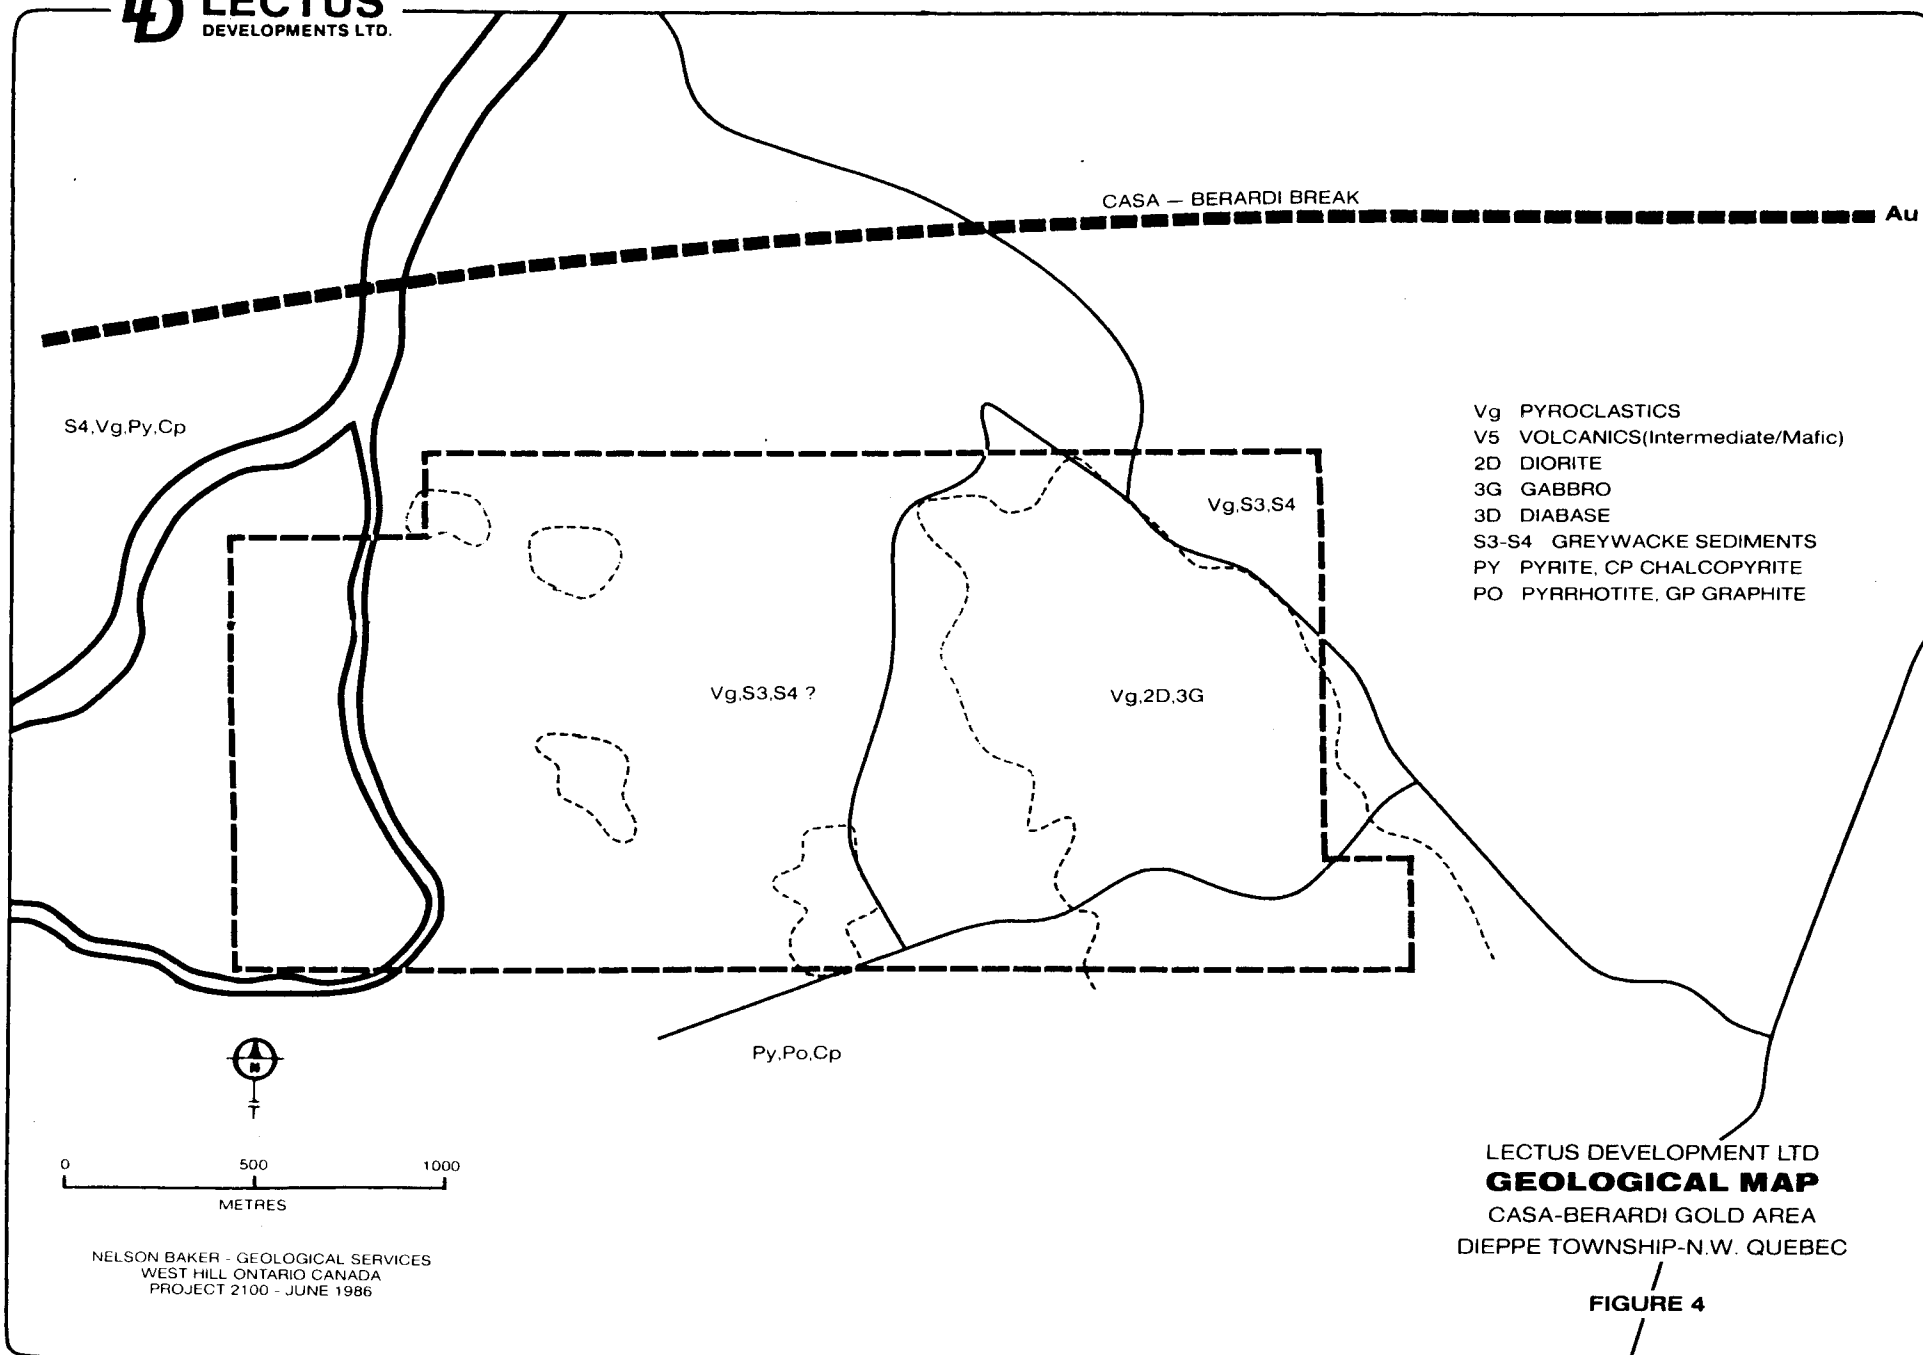 LD LECTUS
DEVELOPMENTS LTD.
CASA – BERARDI BREAK
Au
S4,Vg,Py,Cp
Vg PYROCLASTICS
V5 VOLCANICS(Intermediate/Mafic)
2D DIORITE
3G GABBRO
3D DIABASE
S3-S4 GREYWACKE SEDIMENTS
PY PYRITE, CP CHALCOPYRITE
PO PYRRHOTITE, GP GRAPHITE
Vg,S3,S4
Vg,S3,S4 ?
Vg,2D,3G
Py,Po,Cp
N
0 500 1000
METRES
NELSON BAKER - GEOLOGICAL SERVICES
WEST HILL ONTARIO CANADA
PROJECT 2100 - JUNE 1986
LECTUS DEVELOPMENT LTD
GEOLOGICAL MAP
CASA-BERARDI GOLD AREA
DIEPPE TOWNSHIP-N.W. QUEBEC
FIGURE 4